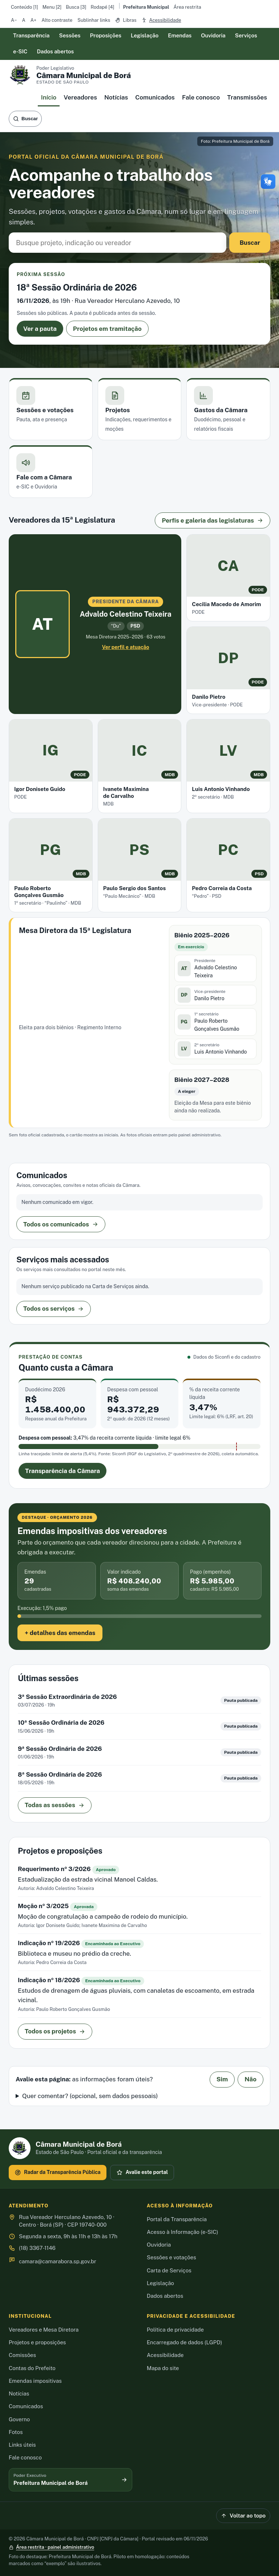 Conteúdo [1] Menu [2] Busca [3] Rodapé [4] Prefeitura Municipal Área restrita
A− A A+ Alto contraste Sublinhar links Libras Acessibilidade
Transparência Sessões Proposições Legislação Emendas Ouvidoria Serviços
e-SIC Dados abertos
Poder Legislativo
Câmara Municipal de Borá
ESTADO DE SÃO PAULO
Início Vereadores Notícias Comunicados Fale conosco Transmissões
Buscar
Foto: Prefeitura Municipal de Borá
PORTAL OFICIAL DA CÂMARA MUNICIPAL DE BORÁ
Acompanhe o trabalho dos
vereadores
Sessões, projetos, votações e gastos da Câmara, num só lugar e em linguagem
simples.
Busque projeto, indicação ou vereador
Buscar
PRÓXIMA SESSÃO
18ª Sessão Ordinária de 2026
16/11/2026, às 19h · Rua Vereador Herculano Azevedo, 10
Sessões são públicas. A pauta é publicada antes da sessão.
Ver a pauta
Projetos em tramitação
Sessões e votações
Pauta, ata e presença
Projetos
Indicações, requerimentos e
moções
Gastos da Câmara
Duodécimo, pessoal e
relatórios fiscais
Fale com a Câmara
e-SIC e Ouvidoria
Vereadores da 15ª Legislatura
Perfis e galeria das legislaturas →
AT
PRESIDENTE DA CÂMARA
Advaldo Celestino Teixeira
"Du" PSD
Mesa Diretora 2025–2026 · 63 votos
Ver perfil e atuação
CA
PODE
Cecilia Macedo de Amorim
PODE
DP
PODE
Danilo Pietro
Vice-presidente · PODE
IG
PODE
Igor Donisete Guido
PODE
IC
MDB
Ivanete Maximina
de Carvalho
MDB
LV
MDB
Luis Antonio Vinhando
2º secretário · MDB
PG
MDB
Paulo Roberto
Gonçalves Gusmão
1º secretário · "Paulinho" · MDB
PS
MDB
Paulo Sergio dos Santos
"Paulo Mecânico" · MDB
PC
PSD
Pedro Correia da Costa
"Pedro" · PSD
Mesa Diretora da 15ª Legislatura
Eleita para dois biênios · Regimento Interno
Biênio 2025–2026
Em exercício
AT
Presidente
Advaldo Celestino
Teixeira
DP
Vice-presidente
Danilo Pietro
PG
1º secretário
Paulo Roberto
Gonçalves Gusmão
LV
2º secretário
Luis Antonio Vinhando
Biênio 2027–2028
A eleger
Eleição da Mesa para este biênio
ainda não realizada.
Sem foto oficial cadastrada, o cartão mostra as iniciais. As fotos oficiais entram pelo painel administrativo.
Comunicados
Avisos, convocações, convites e notas oficiais da Câmara.
Nenhum comunicado em vigor.
Todos os comunicados →
Serviços mais acessados
Os serviços mais consultados no portal neste mês.
Nenhum serviço publicado na Carta de Serviços ainda.
Todos os serviços →
PRESTAÇÃO DE CONTAS
Quanto custa a Câmara
Dados do Siconfi e do cadastro
Duodécimo 2026
R$
1.458.400,00
Repasse anual da Prefeitura
Despesa com pessoal
R$
943.372,29
2º quadr. de 2026 (12 meses)
% da receita corrente
líquida
3,47%
Limite legal: 6% (LRF, art. 20)
Despesa com pessoal: 3,47% da receita corrente líquida · limite legal 6%
Linha tracejada: limite de alerta (5,4%). Fonte: Siconfi (RGF do Legislativo, 2º quadrimestre de 2026), coleta automática.
Transparência da Câmara
DESTAQUE · ORÇAMENTO 2026
Emendas impositivas dos vereadores
Parte do orçamento que cada vereador direciona para a cidade. A Prefeitura é
obrigada a executar.
Emendas
29
cadastradas
Valor indicado
R$ 408.240,00
soma das emendas
Pago (empenhos)
R$ 5.985,00
cadastro: R$ 5.985,00
Execução: 1,5% pago
+ detalhes das emendas
Últimas sessões
3ª Sessão Extraordinária de 2026
03/07/2026 · 19h
Pauta publicada
10ª Sessão Ordinária de 2026
15/06/2026 · 19h
Pauta publicada
9ª Sessão Ordinária de 2026
01/06/2026 · 19h
Pauta publicada
8ª Sessão Ordinária de 2026
18/05/2026 · 19h
Pauta publicada
Todas as sessões →
Projetos e proposições
Requerimento nº 3/2026 Aprovado
Estadualização da estrada vicinal Manoel Caldas.
Autoria: Advaldo Celestino Teixeira
Moção nº 3/2025 Aprovada
Moção de congratulação a campeão de rodeio do município.
Autoria: Igor Donisete Guido; Ivanete Maximina de Carvalho
Indicação nº 19/2026 Encaminhada ao Executivo
Biblioteca e museu no prédio da creche.
Autoria: Pedro Correia da Costa
Indicação nº 18/2026 Encaminhada ao Executivo
Estudos de drenagem de águas pluviais, com canaletas de escoamento, em estrada
vicinal.
Autoria: Paulo Roberto Gonçalves Gusmão
Todos os projetos →
Avalie esta página: as informações foram úteis?
Sim
Não
Quer comentar? (opcional, sem dados pessoais)
Câmara Municipal de Borá
Estado de São Paulo · Portal oficial e da transparência
Radar da Transparência Pública
Avalie este portal
ATENDIMENTO
Rua Vereador Herculano Azevedo, 10 ·
Centro · Borá (SP) · CEP 19740-000
Segunda a sexta, 9h às 11h e 13h às 17h
(18) 3367-1146
camara@camarabora.sp.gov.br
ACESSO À INFORMAÇÃO
Portal da Transparência
Acesso à Informação (e-SIC)
Ouvidoria
Sessões e votações
Carta de Serviços
Legislação
Dados abertos
INSTITUCIONAL
Vereadores e Mesa Diretora
Projetos e proposições
Comissões
Contas do Prefeito
Emendas impositivas
Notícias
Comunicados
Governo
Fotos
Links úteis
Fale conosco
PRIVACIDADE E ACESSIBILIDADE
Política de privacidade
Encarregado de dados (LGPD)
Acessibilidade
Mapa do site
Poder Executivo
Prefeitura Municipal de Borá →
↑ Voltar ao topo
© 2026 Câmara Municipal de Borá · CNPJ [CNPJ da Câmara] · Portal revisado em 06/11/2026
Área restrita · painel administrativo
Foto do destaque: Prefeitura Municipal de Borá. Piloto em homologação: conteúdos
marcados como "exemplo" são ilustrativos.